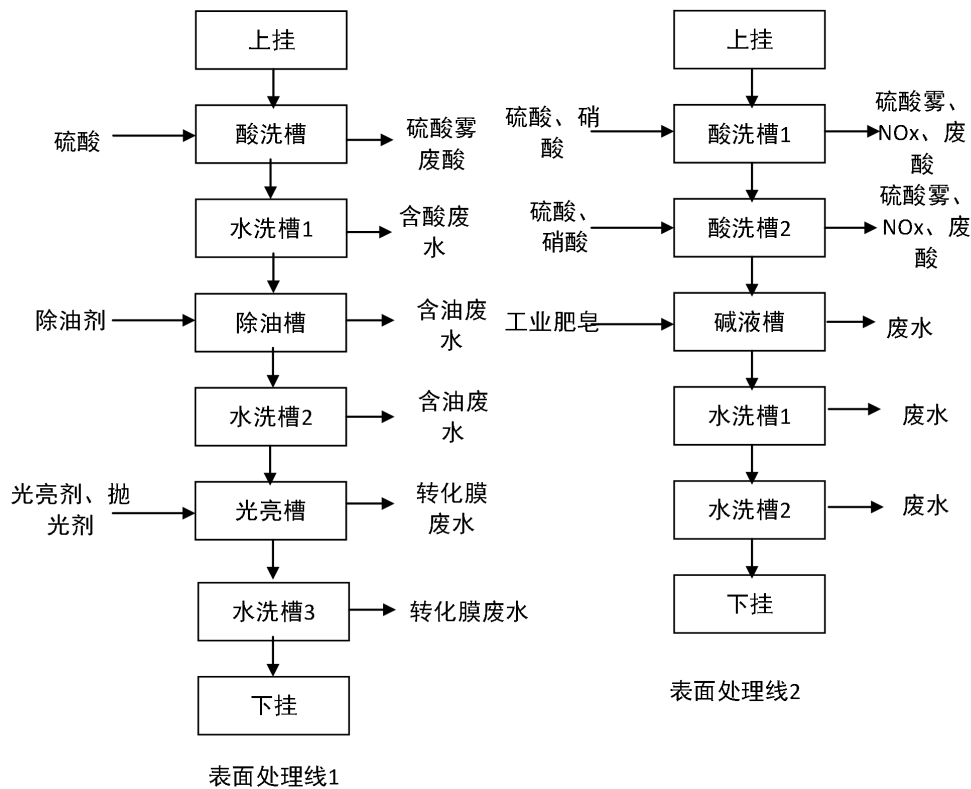 上挂
硫酸
酸洗槽
硫酸雾
废酸
水洗槽1
含酸废
水
除油剂
除油槽
含油废
水
水洗槽2
含油废
水
光亮剂、抛
光剂
光亮槽
转化膜
废水
水洗槽3
转化膜废水
下挂
表面处理线1
上挂
硫酸、硝
酸
酸洗槽1
硫酸雾、
NOx、废
酸
硫酸、
硝酸
酸洗槽2
硫酸雾、
NOx、废
酸
工业肥皂
碱液槽
废水
水洗槽1
废水
水洗槽2
废水
下挂
表面处理线2